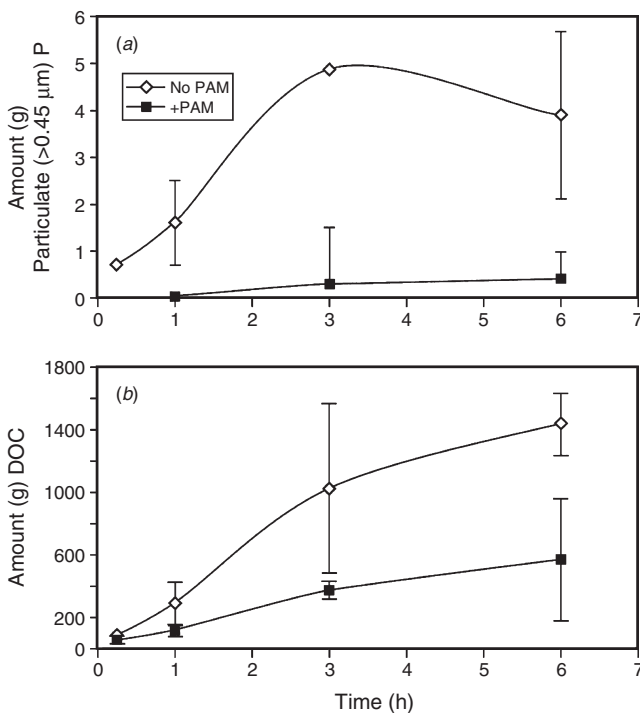 (a)
No PAM
+PAM
Amount (g)
Particulate (>0.45 μm) P
6
5
4
3
2
1
0
0 1 2 3 4 5 6 7
(b)
Amount (g) DOC
1800
1400
1000
600
200
0
0 1 2 3 4 5 6 7
Time (h)